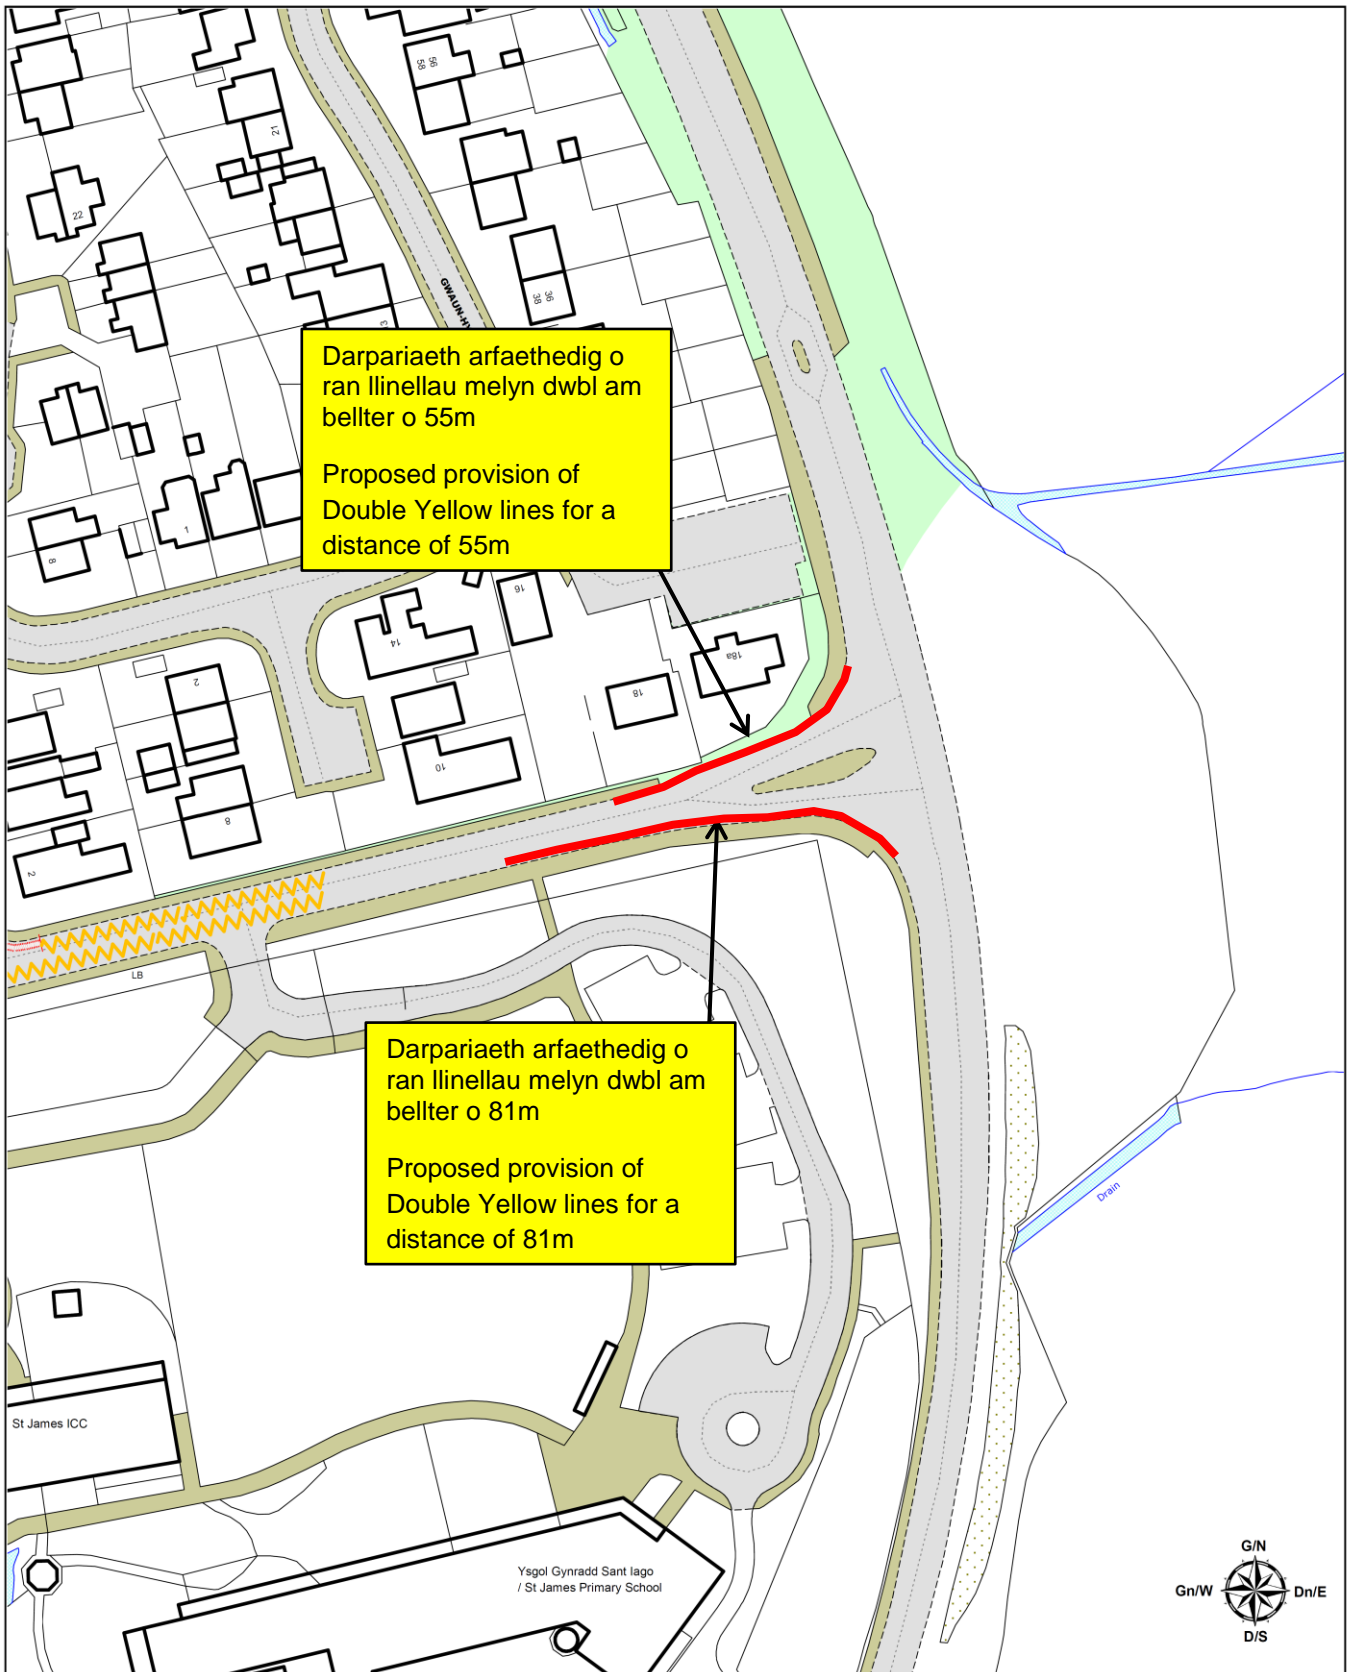 56
58
21
22
GWAUN-HY
36
38
13
Darpariaeth arfaethedig o
ran llinellau melyn dwbl am
bellter o 55m
Proposed provision of
Double Yellow lines for a
distance of 55m
1
8
16
14
18a
18
2
10
8
2
LB
Darpariaeth arfaethedig o
ran llinellau melyn dwbl am
bellter o 81m
Proposed provision of
Double Yellow lines for a
distance of 81m
Drain
St James ICC
Ysgol Gynradd Sant Iago
/ St James Primary School
G/N
Gn/W
Dn/E
D/S